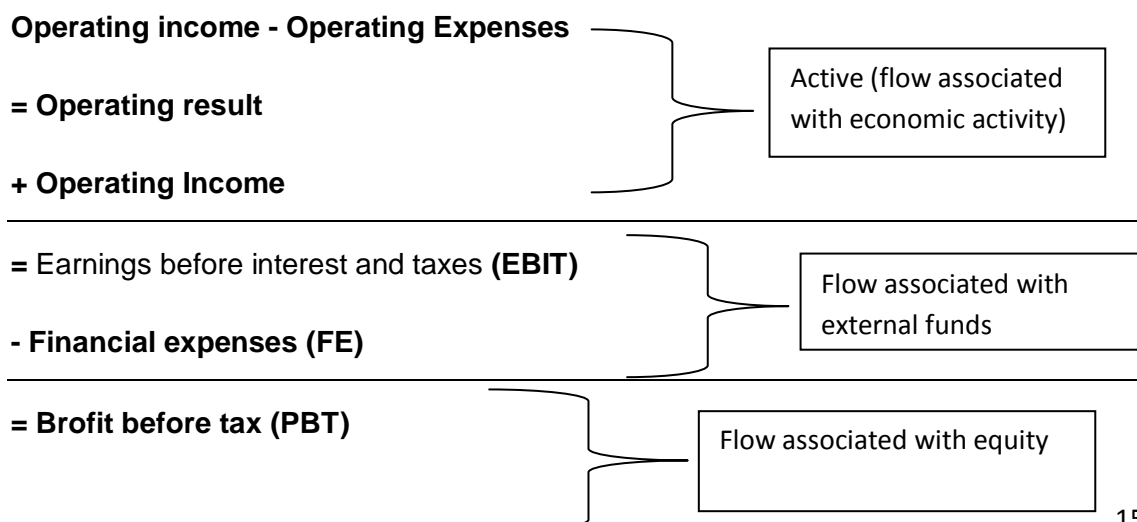 Operating income - Operating Expenses
Active (flow associated
with economic activity)
= Operating result
+ Operating Income
= Earnings before interest and taxes (EBIT)
Flow associated with
external funds
- Financial expenses (FE)
= Brofit before tax (PBT)
Flow associated with equity
15